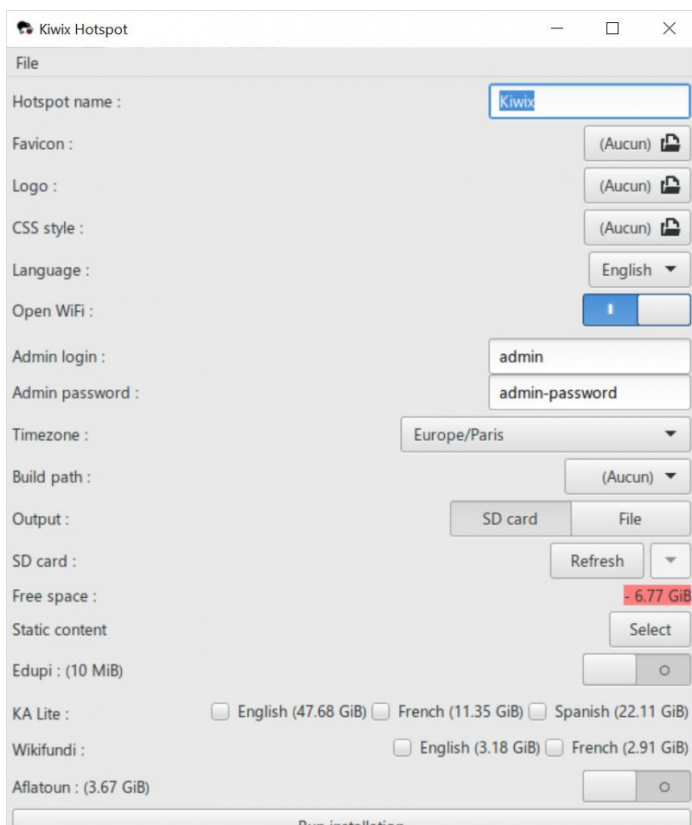 Kiwix Hotspot
File
Hotspot name : Kiwix
Favicon : (Aucun)
Logo : (Aucun)
CSS style : (Aucun)
Language : English
Open WiFi :
Admin login : admin
Admin password : admin-password
Timezone : Europe/Paris
Build path : (Aucun)
Output : SD card File
SD card : Refresh
Free space : - 6.77 GiB
Static content Select
Edupi : (10 MiB)
KA Lite : English (47.68 GiB) French (11.35 GiB) Spanish (22.11 GiB)
Wikifundi : English (3.18 GiB) French (2.91 GiB)
Aflatoun : (3.67 GiB)
Run installation